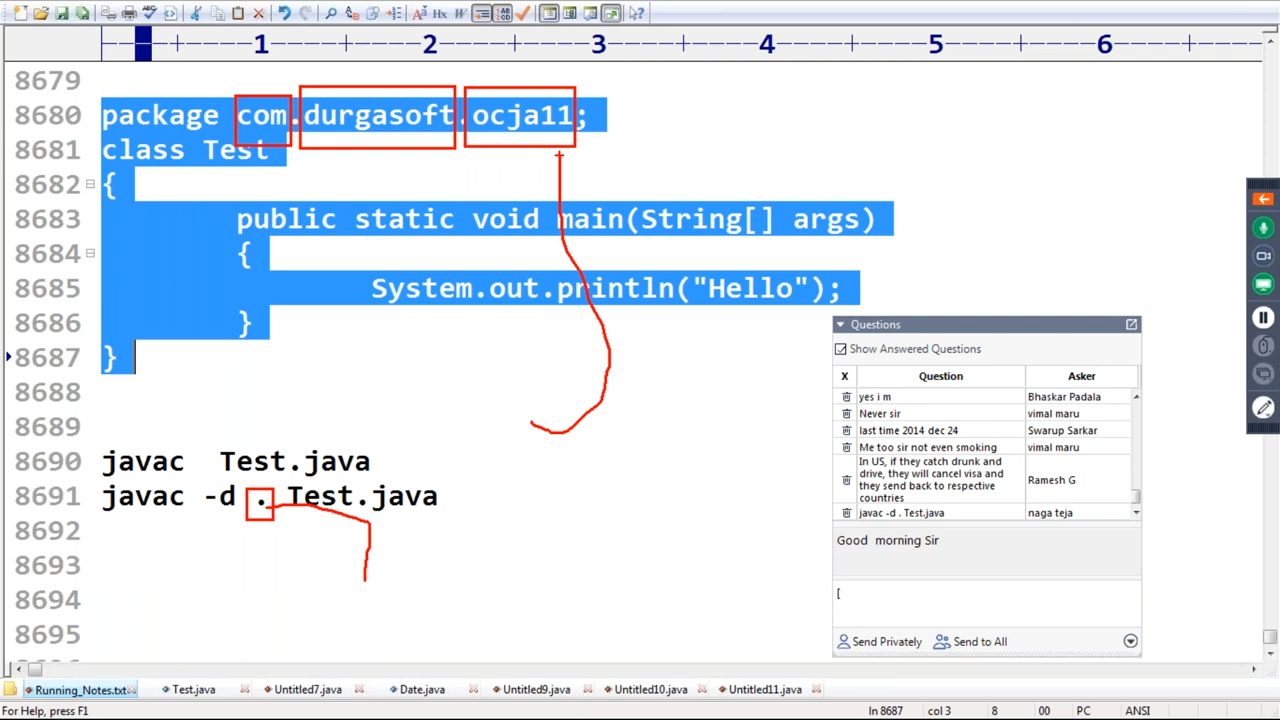 1 2 3 4 5 6
8679
8680 package com.durgasoft.ocja11;
8681 class Test
8682 {
8683 public static void main(String[] args)
8684 {
8685 System.out.println("Hello");
8686 }
8687 }
8688
8689
8690 javac Test.java
8691 javac -d . Test.java
8692
8693
8694
8695
Questions
Show Answered Questions
X Question Asker
yes i m Bhaskar Padala
Never sir vimal maru
last time 2014 dec 24 Swarup Sarkar
Me too sir not even smoking vimal maru
In US, if they catch drunk and
drive, they will cancel visa and
they send back to respective
countries
Ramesh G
javac -d . Test.java naga teja
Good morning Sir
[
Send Privately Send to All
Running_Notes.txt Test.java Untitled7.java Date.java Untitled9.java Untitled10.java Untitled11.java
For Help, press F1 ln 8687 col 3 8 00 PC ANSI